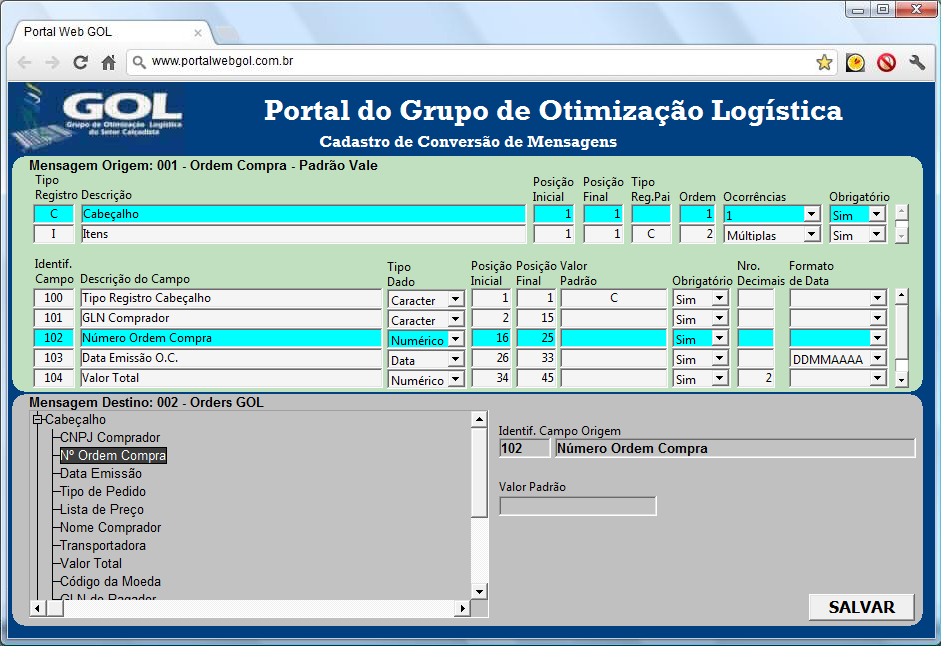 Portal Web GOL
www.portalwebgol.com.br
GOL
Grupo de Otimização Logística
do Setor Calçadista
Portal do Grupo de Otimização Logística
Cadastro de Conversão de Mensagens
Mensagem Origem: 001 - Ordem Compra - Padrão Vale
Tipo Registro Descrição Posição Inicial Posição Final Tipo Reg.Pai Ordem Ocorrências Obrigatório
C Cabeçalho 1 1 1 1 Sim
I Itens 1 1 C 2 Múltiplas Sim
Identif. Campo Descrição do Campo Tipo Dado Posição Inicial Posição Final Valor Padrão Obrigatório Nro. Decimais Formato de Data
100 Tipo Registro Cabeçalho Caracter 1 1 C Sim
101 GLN Comprador Caracter 2 15 Sim
102 Número Ordem Compra Numérico 16 25 Sim
103 Data Emissão O.C. Data 26 33 Sim DDMMAAAA
104 Valor Total Numérico 34 45 Sim 2
Mensagem Destino: 002 - Orders GOL
Cabeçalho
CNPJ Comprador
Nº Ordem Compra
Data Emissão
Tipo de Pedido
Lista de Preço
Nome Comprador
Transportadora
Valor Total
Código da Moeda
GLN do Pagador
Identif. Campo Origem
102 Número Ordem Compra
Valor Padrão
SALVAR